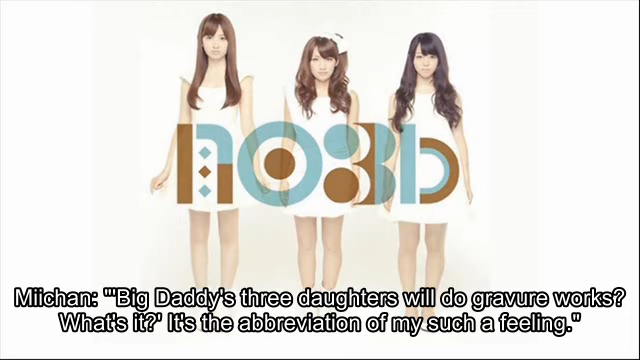 no3b
Miichan: "'Big Daddy's three daughters will do gravure works?
What's it?' It's the abbreviation of my such a feeling."